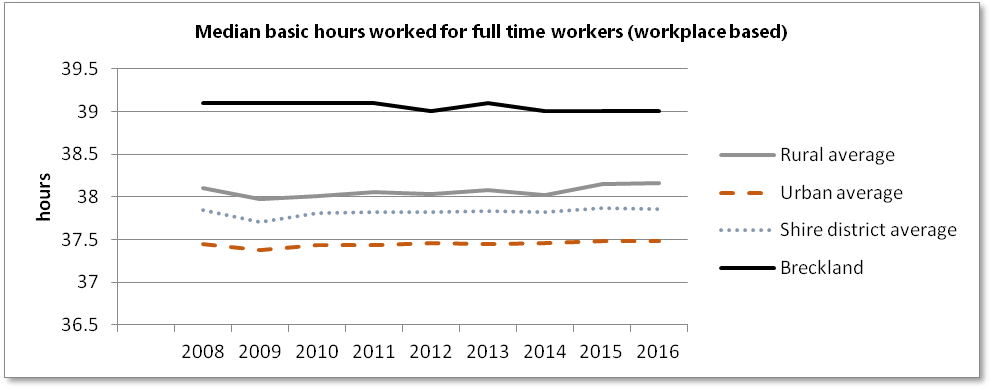 Median basic hours worked for full time workers (workplace based)
39.5
39
38.5
38
37.5
37
36.5
hours
2008 2009 2010 2011 2012 2013 2014 2015 2016
Rural average
Urban average
Shire district average
Breckland